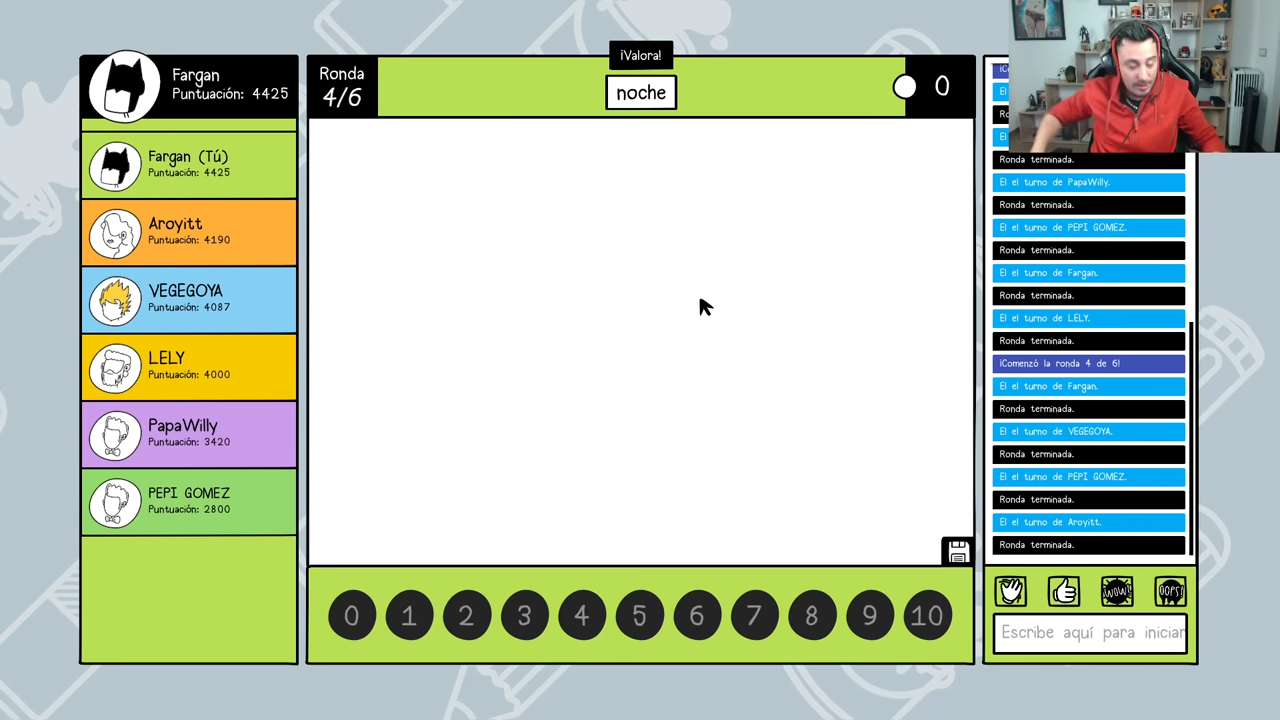 Fargan
Puntuación: 4425
Fargan (Tú)
Puntuación: 4425
Aroyitt
Puntuación: 4190
VEGEGOYA
Puntuación: 4087
LELY
Puntuación: 4000
PapaWilly
Puntuación: 3420
PEPI GOMEZ
Puntuación: 2800
Ronda
4/6
¡Valora!
noche
0
0 1 2 3 4 5 6 7 8 9 10
El
El
Ronda terminada.
El el turno de PapaWilly.
Ronda terminada.
El el turno de PEPI GOMEZ.
Ronda terminada.
El el turno de Fargan.
Ronda terminada.
El el turno de LELY.
Ronda terminada.
¡Comenzó la ronda 4 de 6!
El el turno de Fargan.
Ronda terminada.
El el turno de VEGEGOYA.
Ronda terminada.
El el turno de PEPI GOMEZ.
Ronda terminada.
El el turno de Aroyitt.
Ronda terminada.
WOW!
OOPS!
Escribe aquí para iniciar